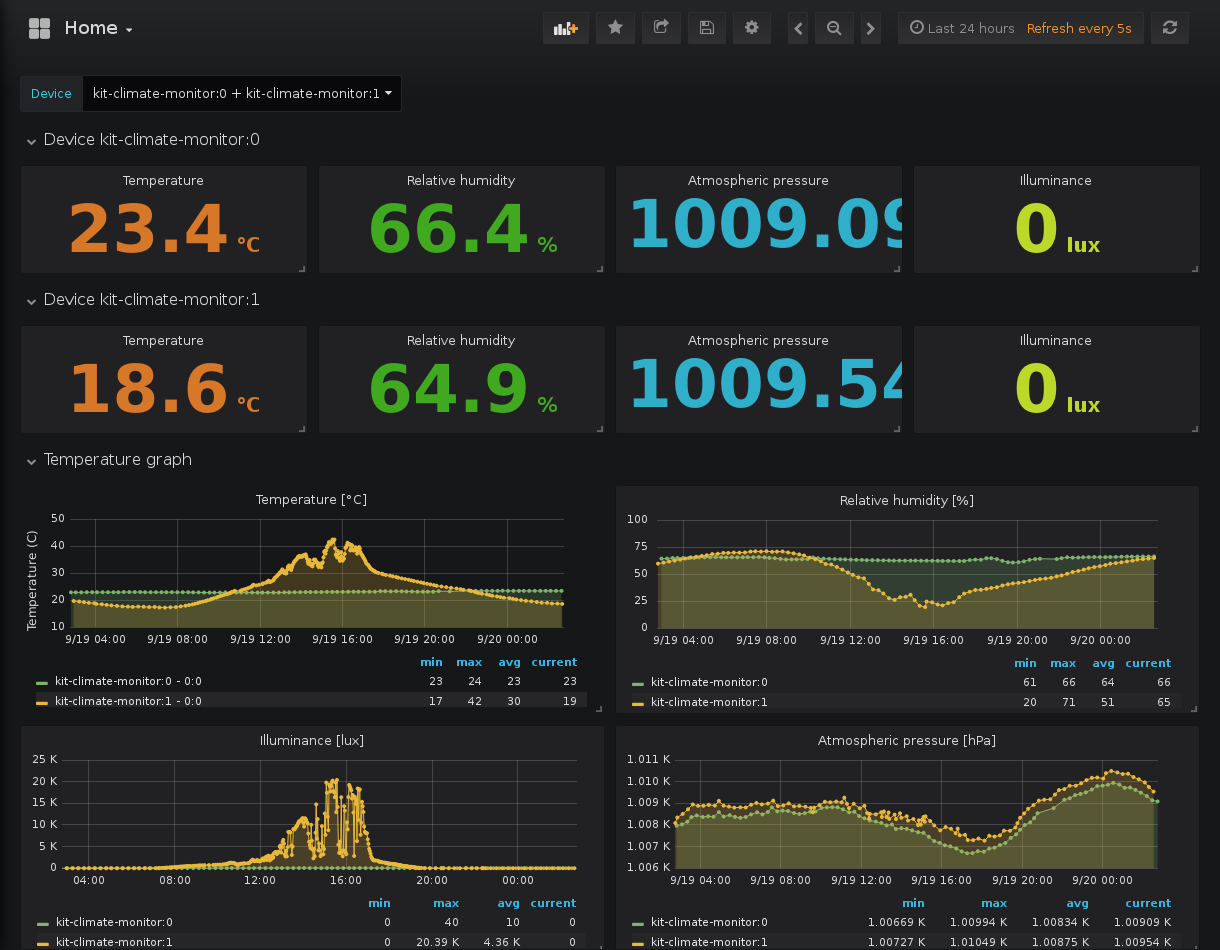 Home
Last 24 hours Refresh every 5s
Device kit-climate-monitor:0 + kit-climate-monitor:1
Device kit-climate-monitor:0
Temperature Relative humidity Atmospheric pressure Illuminance
23.4 °C 66.4 % 1009.09 0 lux
Device kit-climate-monitor:1
Temperature Relative humidity Atmospheric pressure Illuminance
18.6 °C 64.9 % 1009.54 0 lux
Temperature graph
Temperature [°C]
Temperature (C)
50
40
30
20
10
9/19 04:00 9/19 08:00 9/19 12:00 9/19 16:00 9/19 20:00 9/20 00:00
min max avg current
kit-climate-monitor:0 - 0:0 23 24 23 23
kit-climate-monitor:1 - 0:0 17 42 30 19
Relative humidity [%]
100
75
50
25
0
9/19 04:00 9/19 08:00 9/19 12:00 9/19 16:00 9/19 20:00 9/20 00:00
min max avg current
kit-climate-monitor:0 61 66 64 66
kit-climate-monitor:1 20 71 51 65
Illuminance [lux]
25 K
20 K
15 K
10 K
5 K
0
04:00 08:00 12:00 16:00 20:00 00:00
min max avg current
kit-climate-monitor:0 0 40 10 0
kit-climate-monitor:1 0 20.39 K 4.36 K 0
Atmospheric pressure [hPa]
1.011 K
1.010 K
1.009 K
1.008 K
1.007 K
1.006 K
9/19 04:00 9/19 08:00 9/19 12:00 9/19 16:00 9/19 20:00 9/20 00:00
min max avg current
kit-climate-monitor:0 1.00669 K 1.00994 K 1.00834 K 1.00909 K
kit-climate-monitor:1 1.00727 K 1.01049 K 1.00875 K 1.00954 K